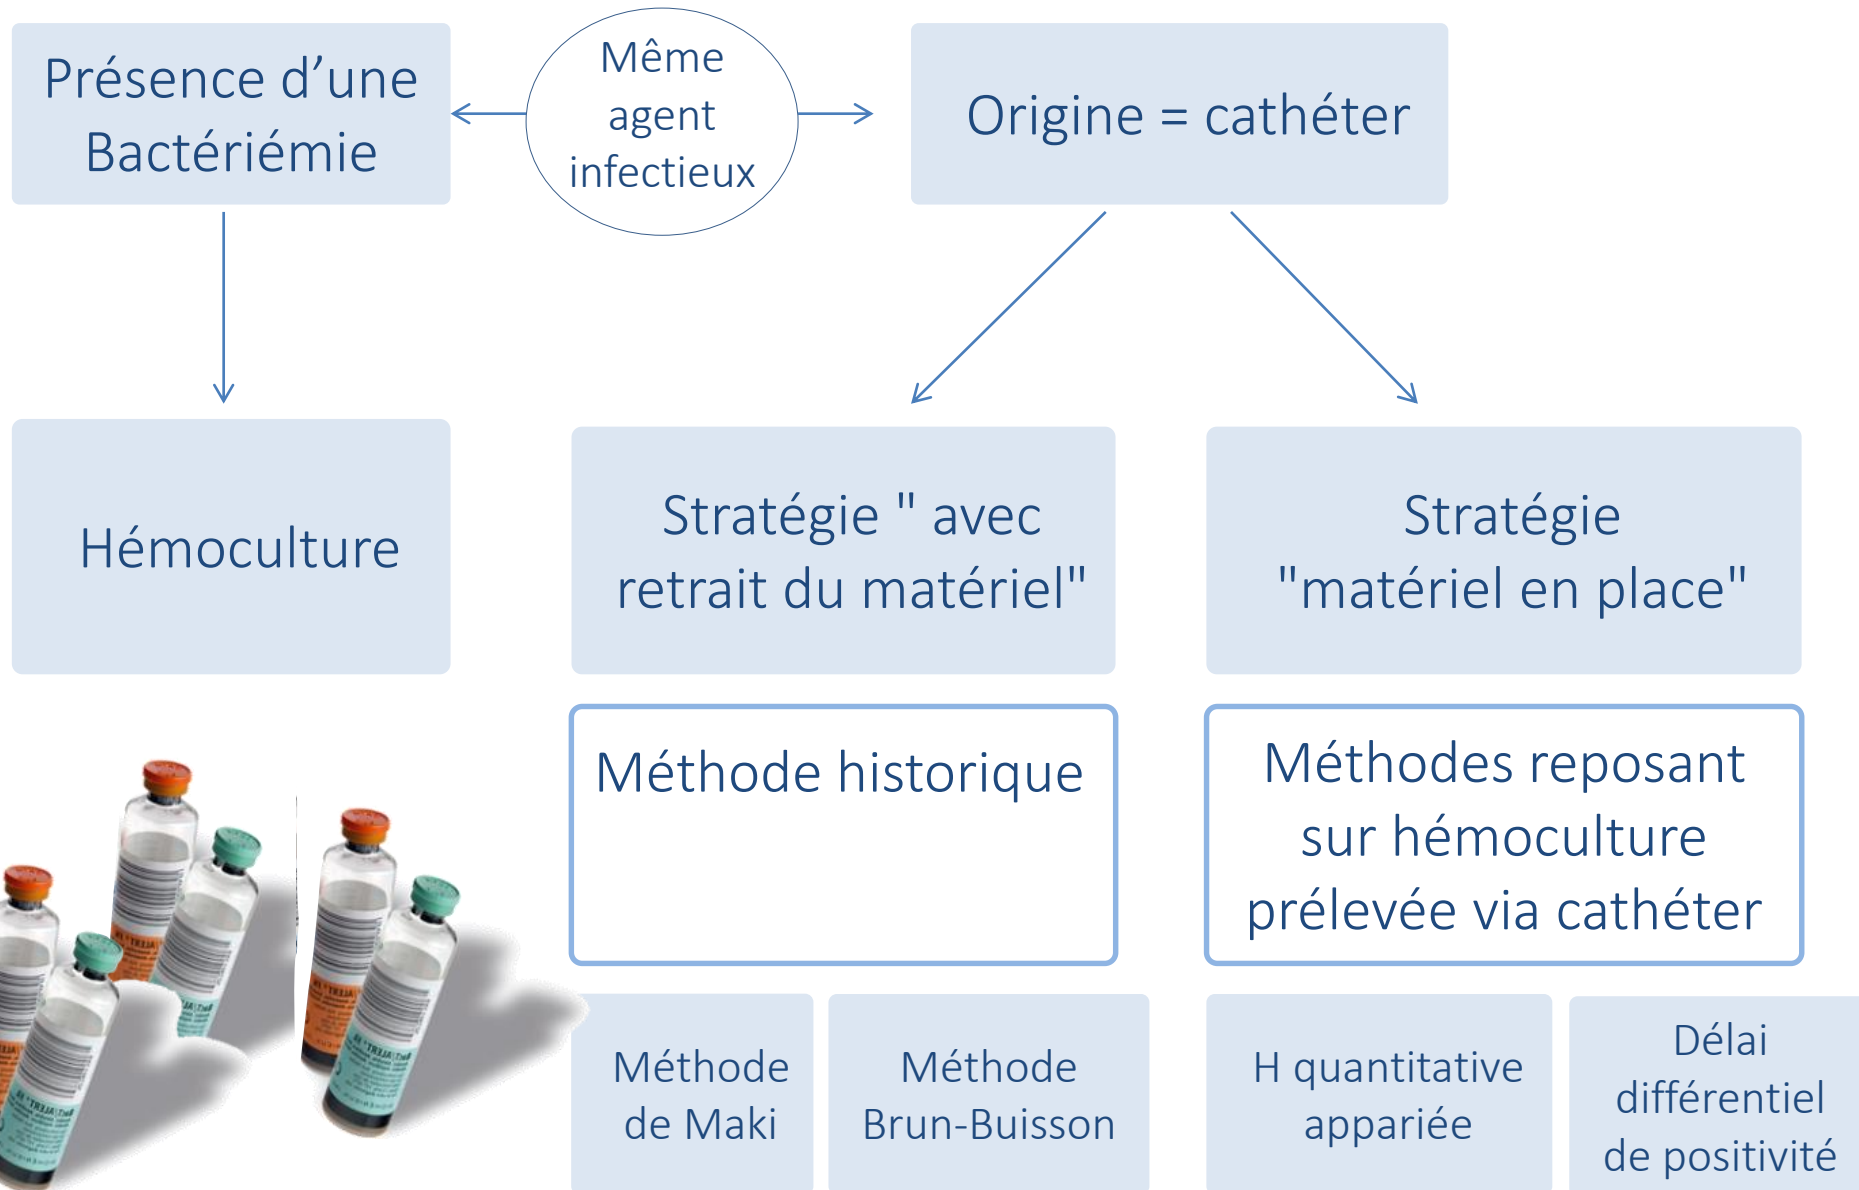 Présence d’une
Bactériémie
Même
agent
infectieux
Origine = cathéter
Hémoculture
Stratégie " avec
retrait du matériel"
Stratégie
"matériel en place"
Méthode historique
Méthodes reposant
sur hémoculture
prélevée via cathéter
Méthode
de Maki
Méthode
Brun-Buisson
H quantitative
appariée
Délai
différentiel
de positivité